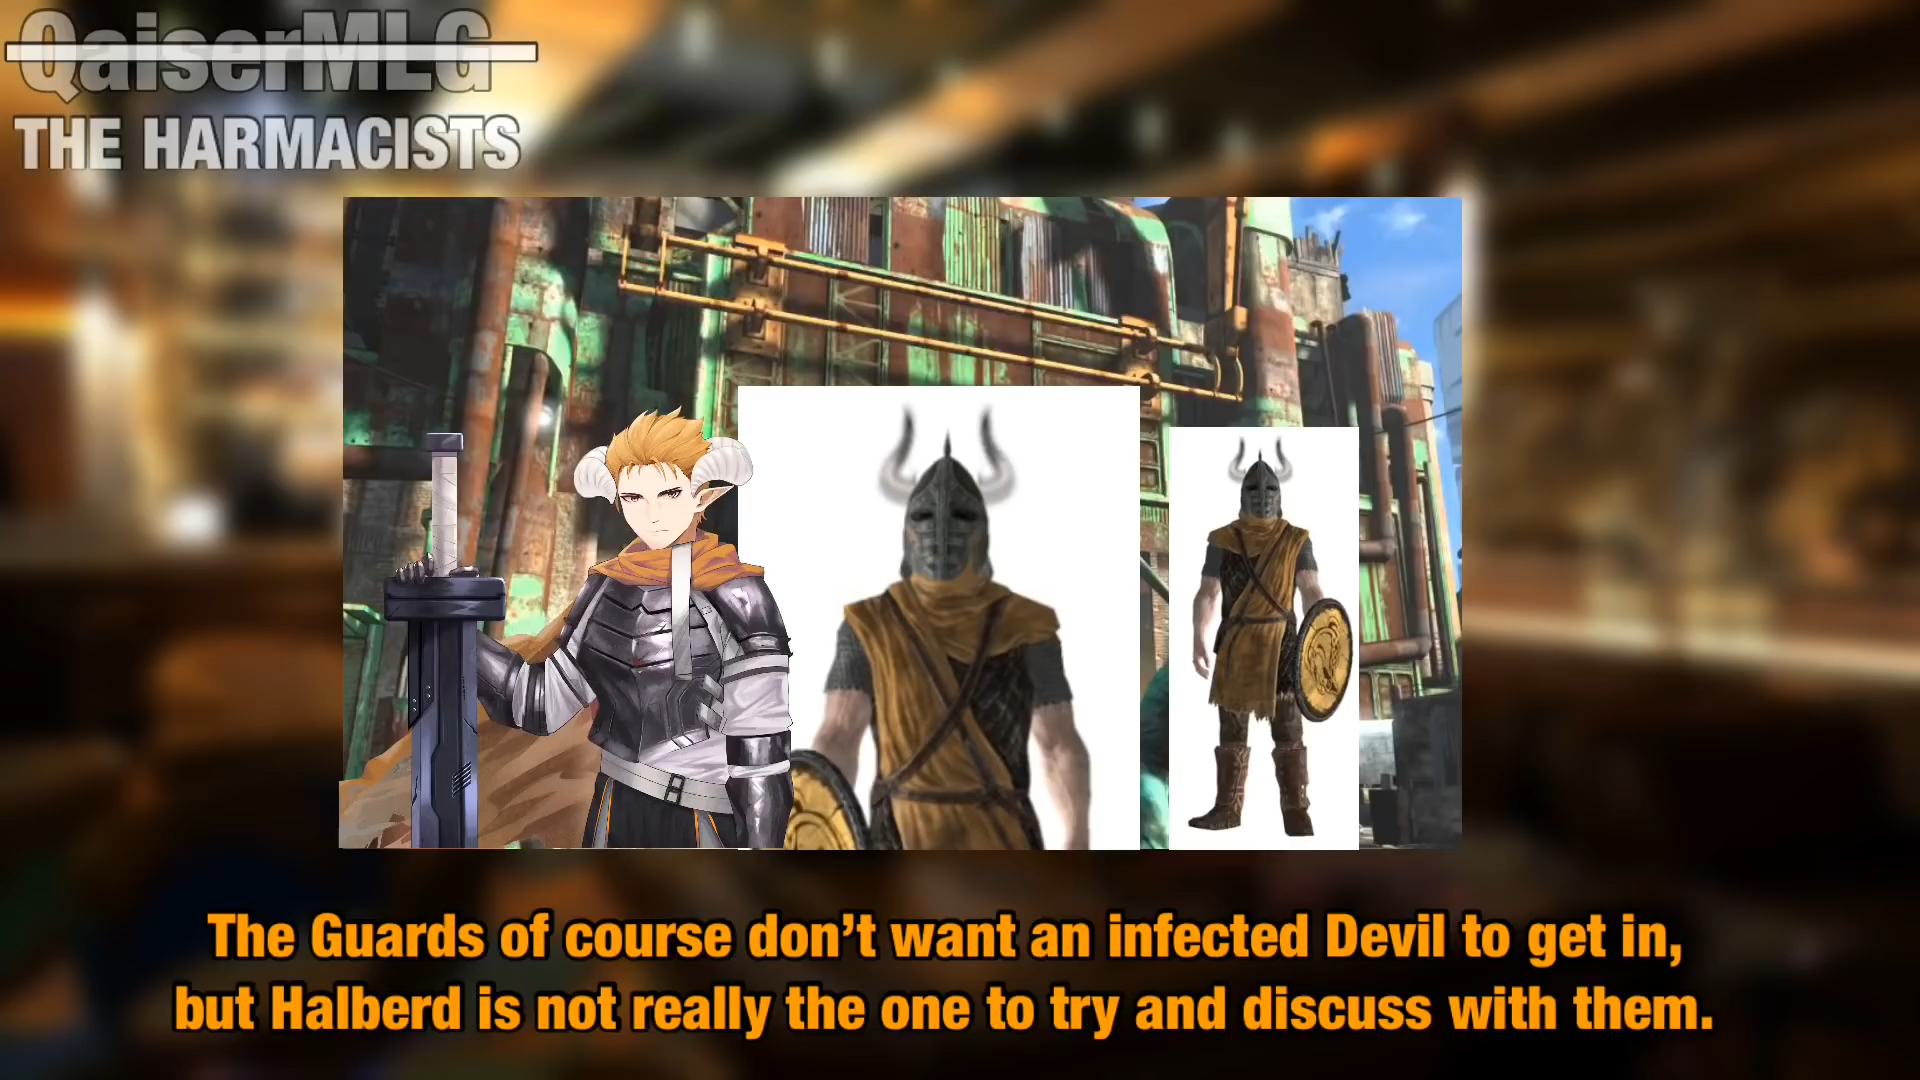 QaiserMLG
THE HARMACISTS
The Guards of course don’t want an infected Devil to get in,
but Halberd is not really the one to try and discuss with them.